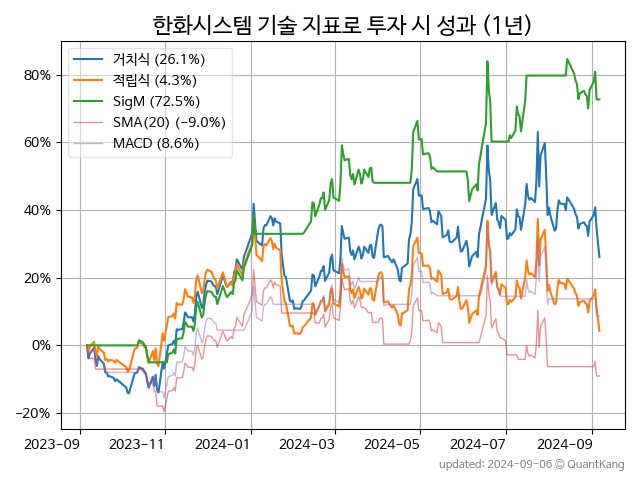 한화시스템 기술 지표로 투자 시 성과 (1년)
거치식 (26.1%)
적립식 (4.3%)
SigM (72.5%)
SMA(20) (-9.0%)
MACD (8.6%)
80%
60%
40%
20%
0%
-20%
2023-09 2023-11 2024-01 2024-03 2024-05 2024-07 2024-09
updated: 2024-09-06 © QuantKang